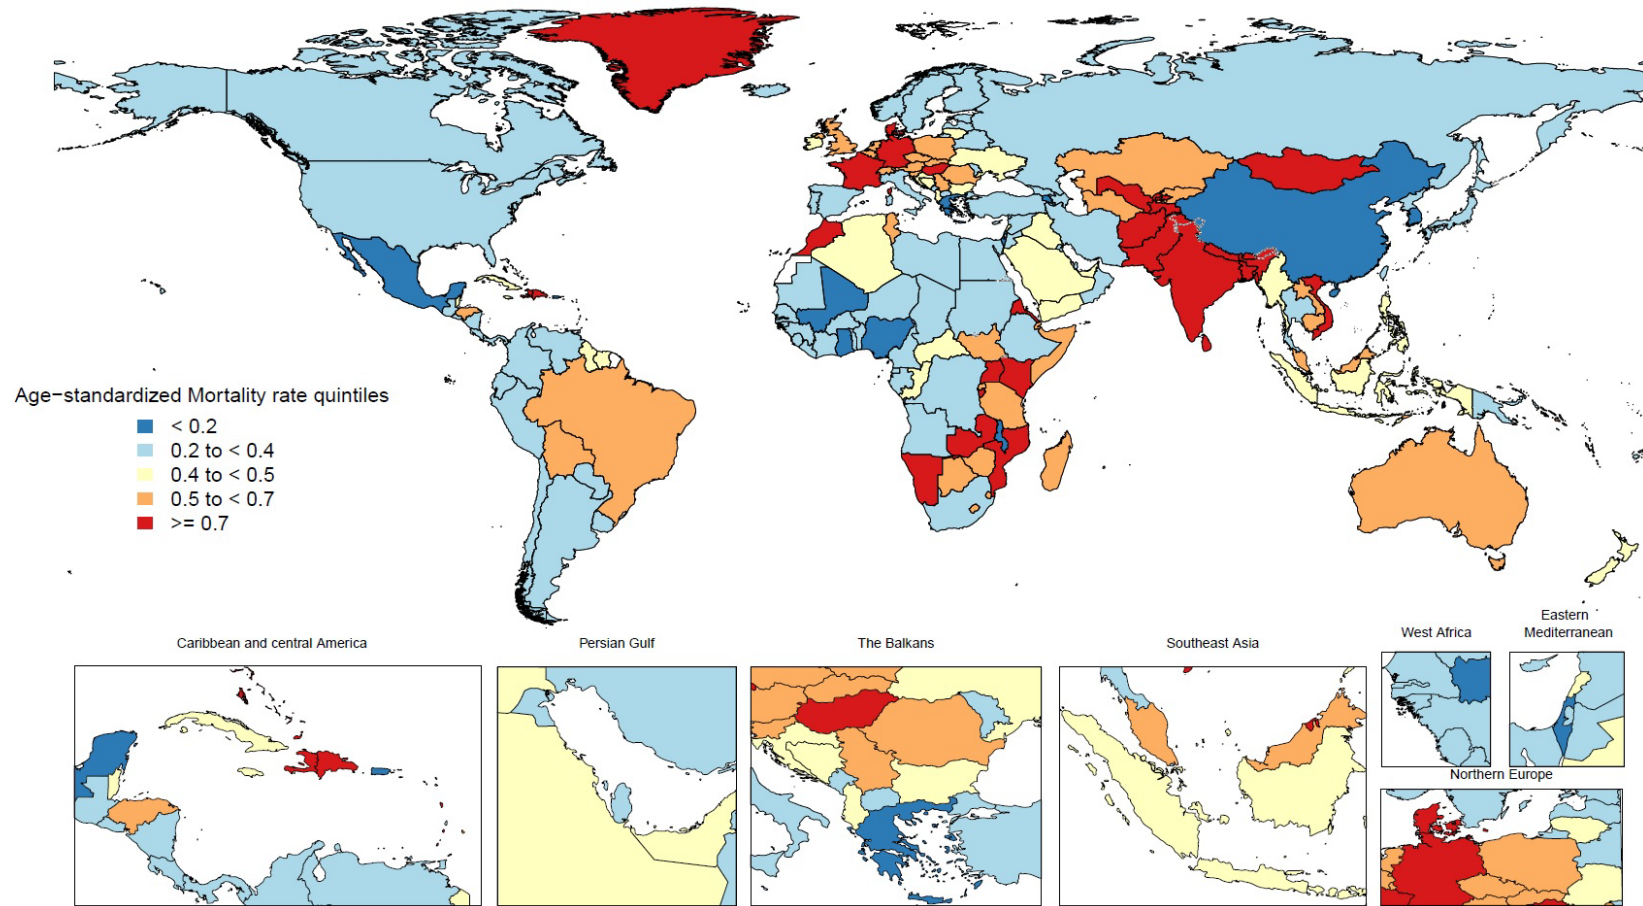 Age−standardized Mortality rate quintiles
< 0.2
0.2 to < 0.4
0.4 to < 0.5
0.5 to < 0.7
>= 0.7
Caribbean and central America
Persian Gulf
The Balkans
Southeast Asia
West Africa
Eastern
Mediterranean
Northern Europe